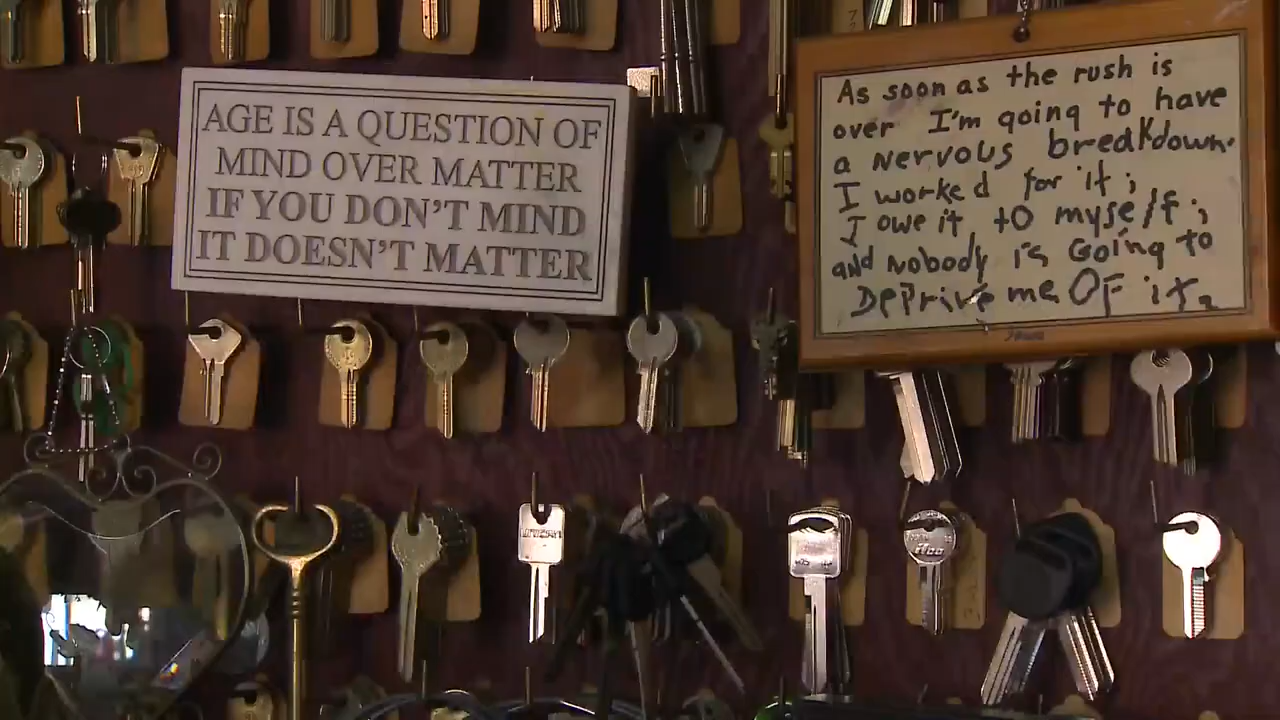 AGE IS A QUESTION OF
MIND OVER MATTER
IF YOU DON'T MIND
IT DOESN'T MATTER
As soon as the rush is
over I'm going to have
a Nervous breakdown.
I worked for it;
I owe it to myself;
and Nobody is Going to
Deprive me OF it.
ilco